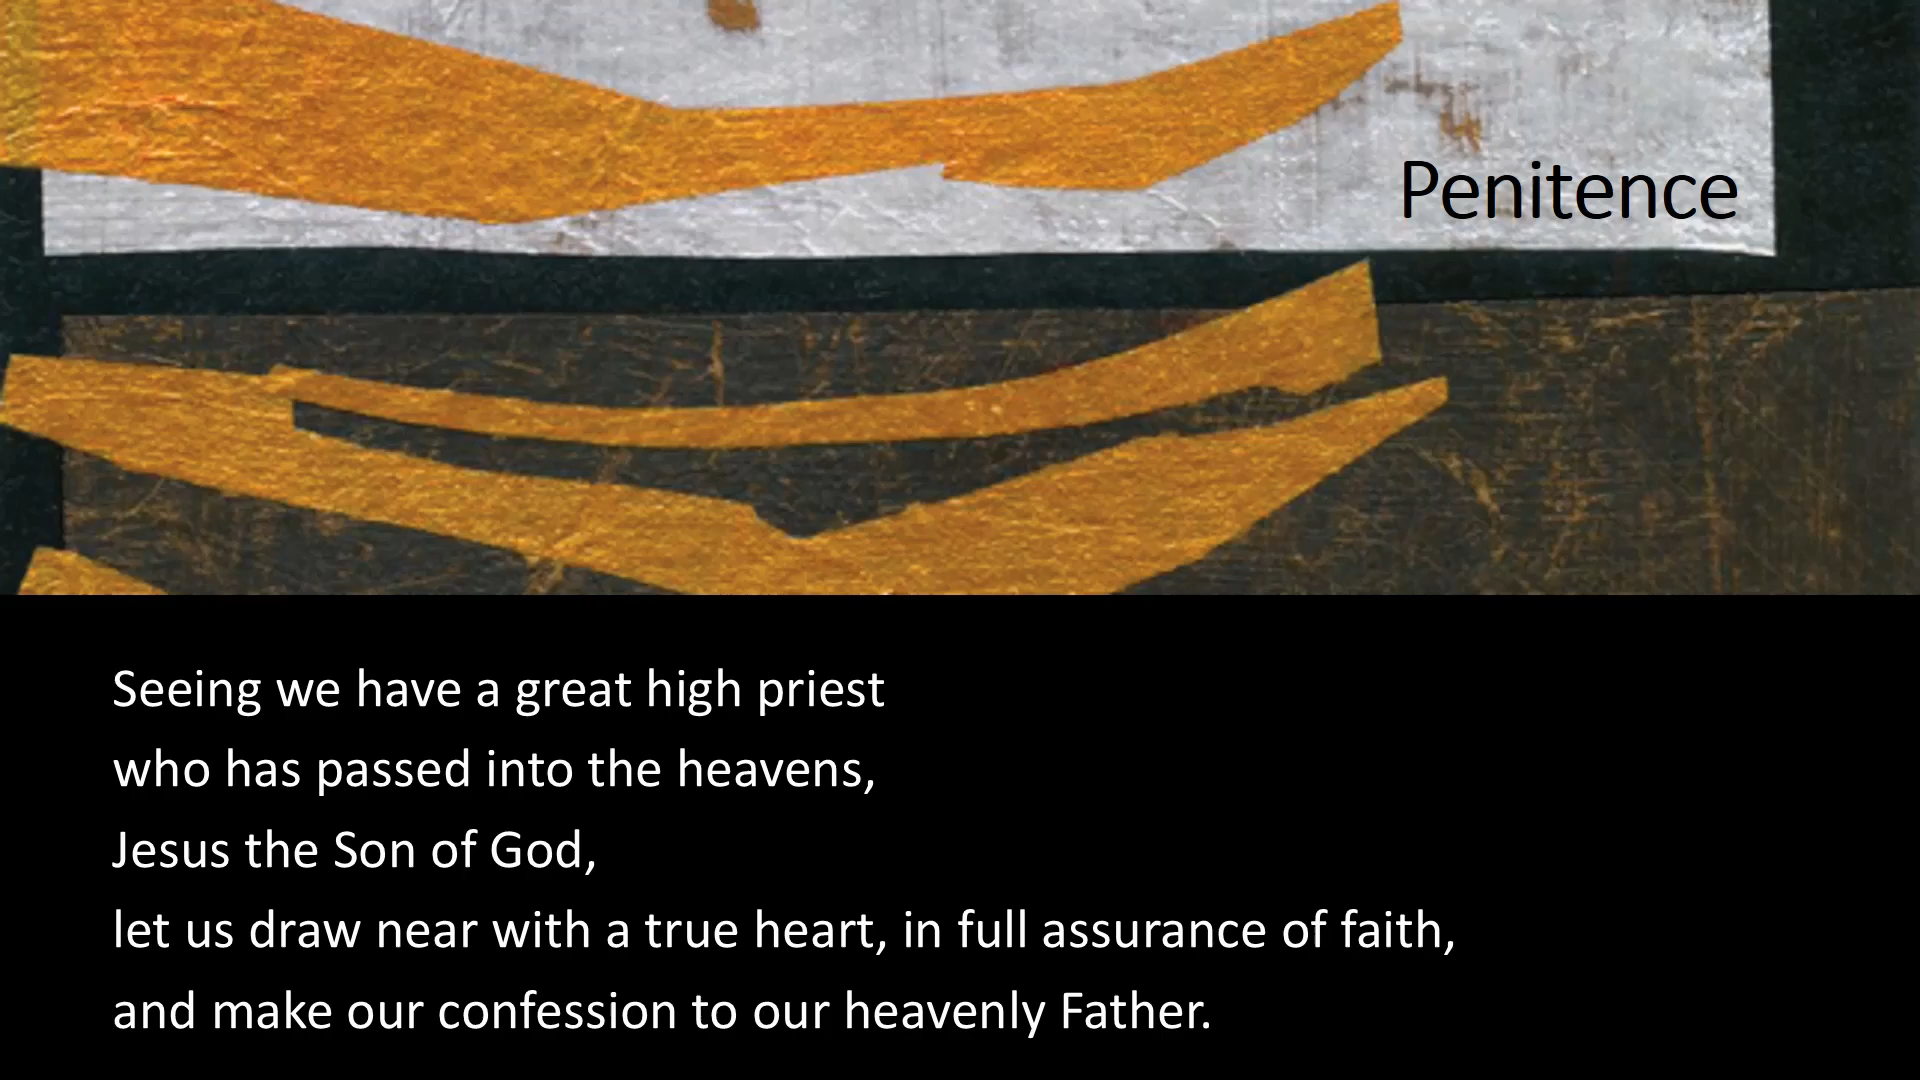 Penitence
Seeing we have a great high priest
who has passed into the heavens,
Jesus the Son of God,
let us draw near with a true heart, in full assurance of faith,
and make our confession to our heavenly Father.